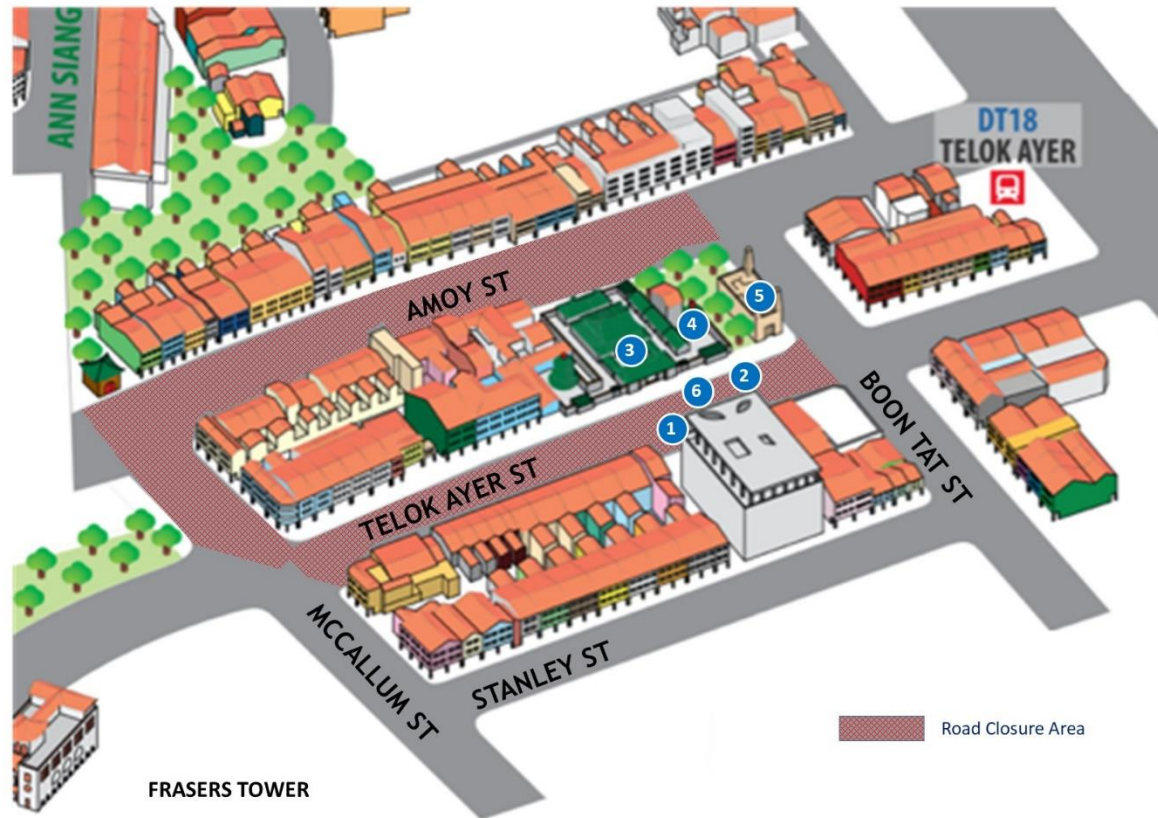 ANN SIANG
DT18
TELOK AYER
AMOY ST
5
4
3
2
6
1
BOON TAT ST
TELOK AYER ST
MCCALLUM ST
STANLEY ST
Road Closure Area
FRASERS TOWER